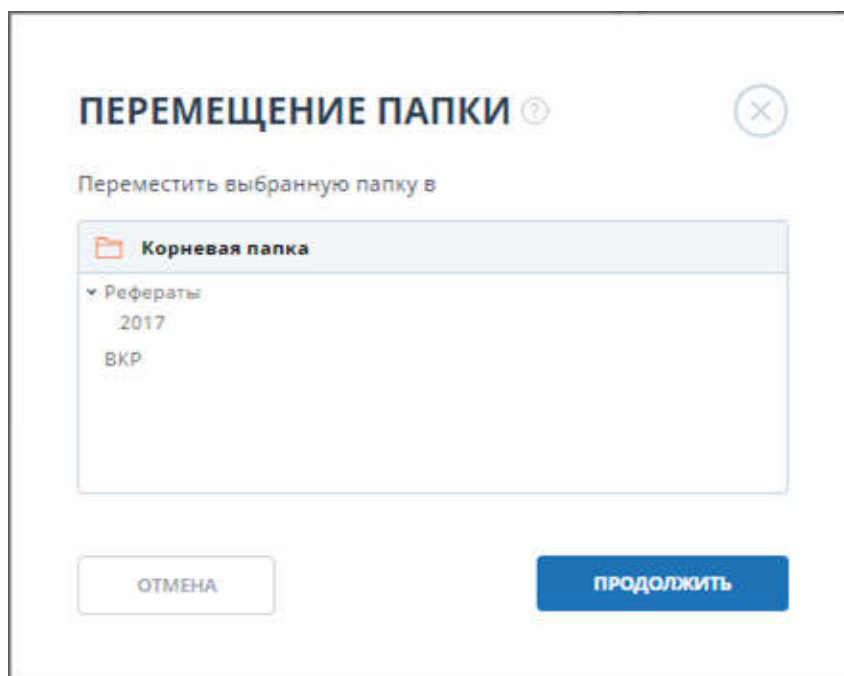 ПЕРЕМЕЩЕНИЕ ПАПКИ ?
Переместить выбранную папку в
Корневая папка
Рефераты
2017
ВКР
ОТМЕНА
ПРОДОЛЖИТЬ